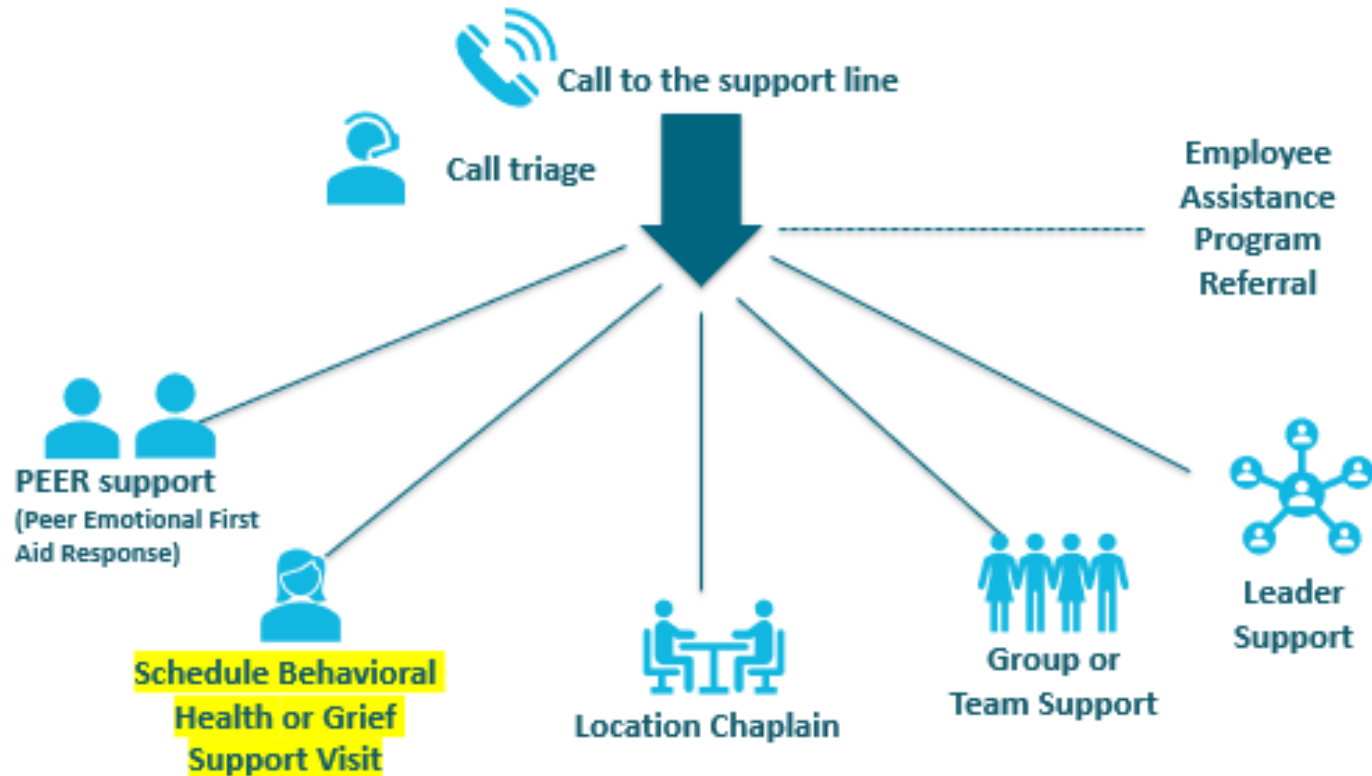 Call to the support line
Call triage
Employee
Assistance
Program
Referral
PEER support
(Peer Emotional First
Aid Response)
Schedule Behavioral
Health or Grief
Support Visit
Location Chaplain
Group or
Team Support
Leader
Support